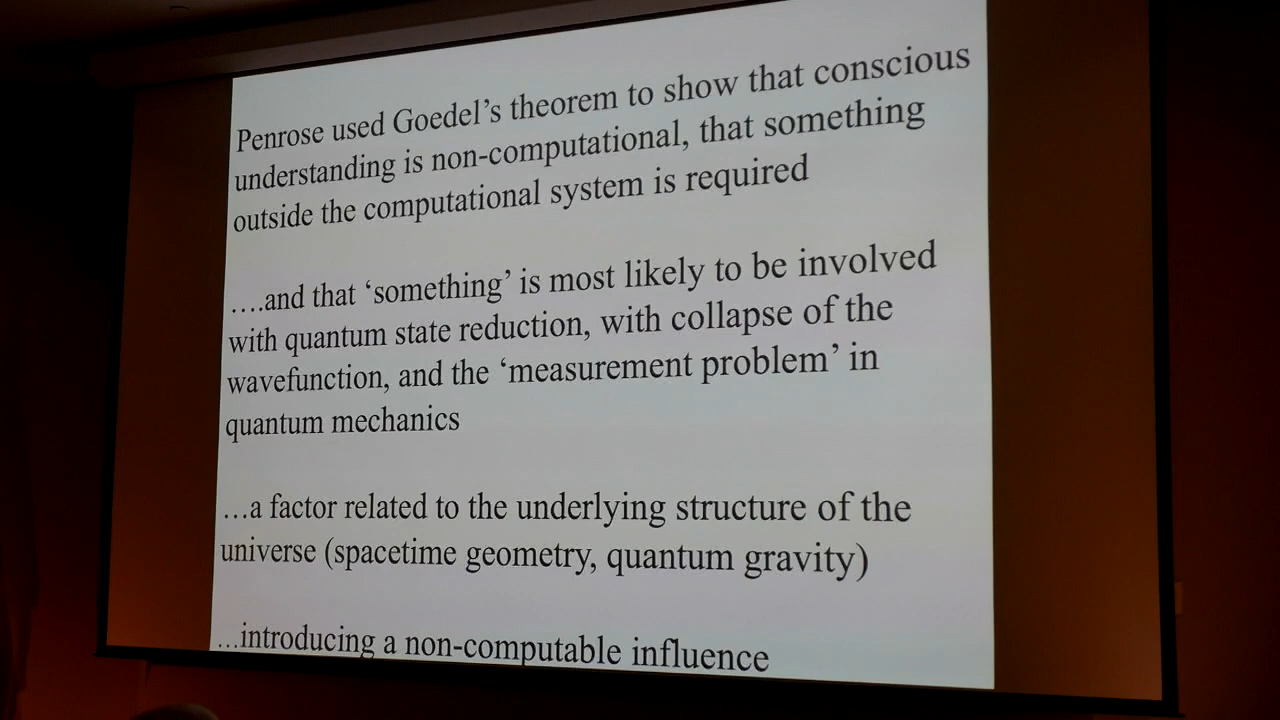 Penrose used Goedel's theorem to show that conscious
understanding is non-computational, that something
outside the computational system is required
….and that ‘something’ is most likely to be involved
with quantum state reduction, with collapse of the
wavefunction, and the ‘measurement problem’ in
quantum mechanics
…a factor related to the underlying structure of the
universe (spacetime geometry, quantum gravity)
…introducing a non-computable influence